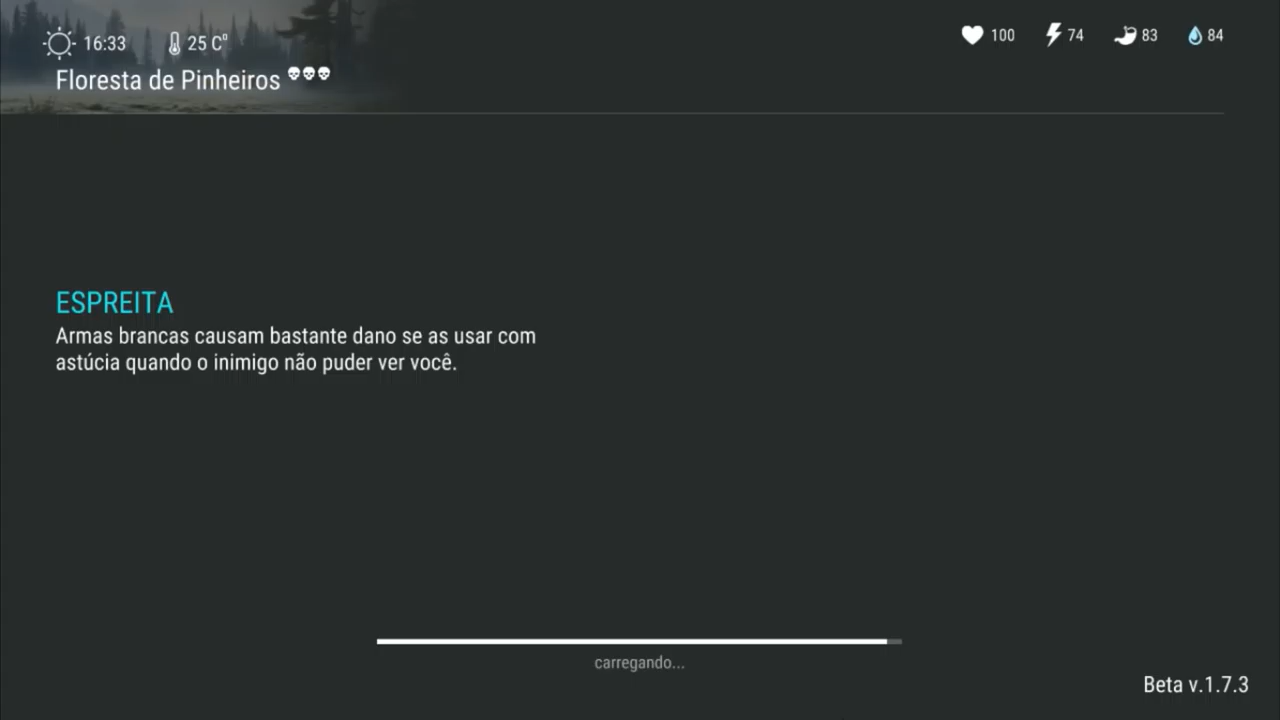 16:33 25 Cº
100 74 83 84
Floresta de Pinheiros
ESPREITA
Armas brancas causam bastante dano se as usar com
astúcia quando o inimigo não puder ver você.
carregando...
Beta v.1.7.3